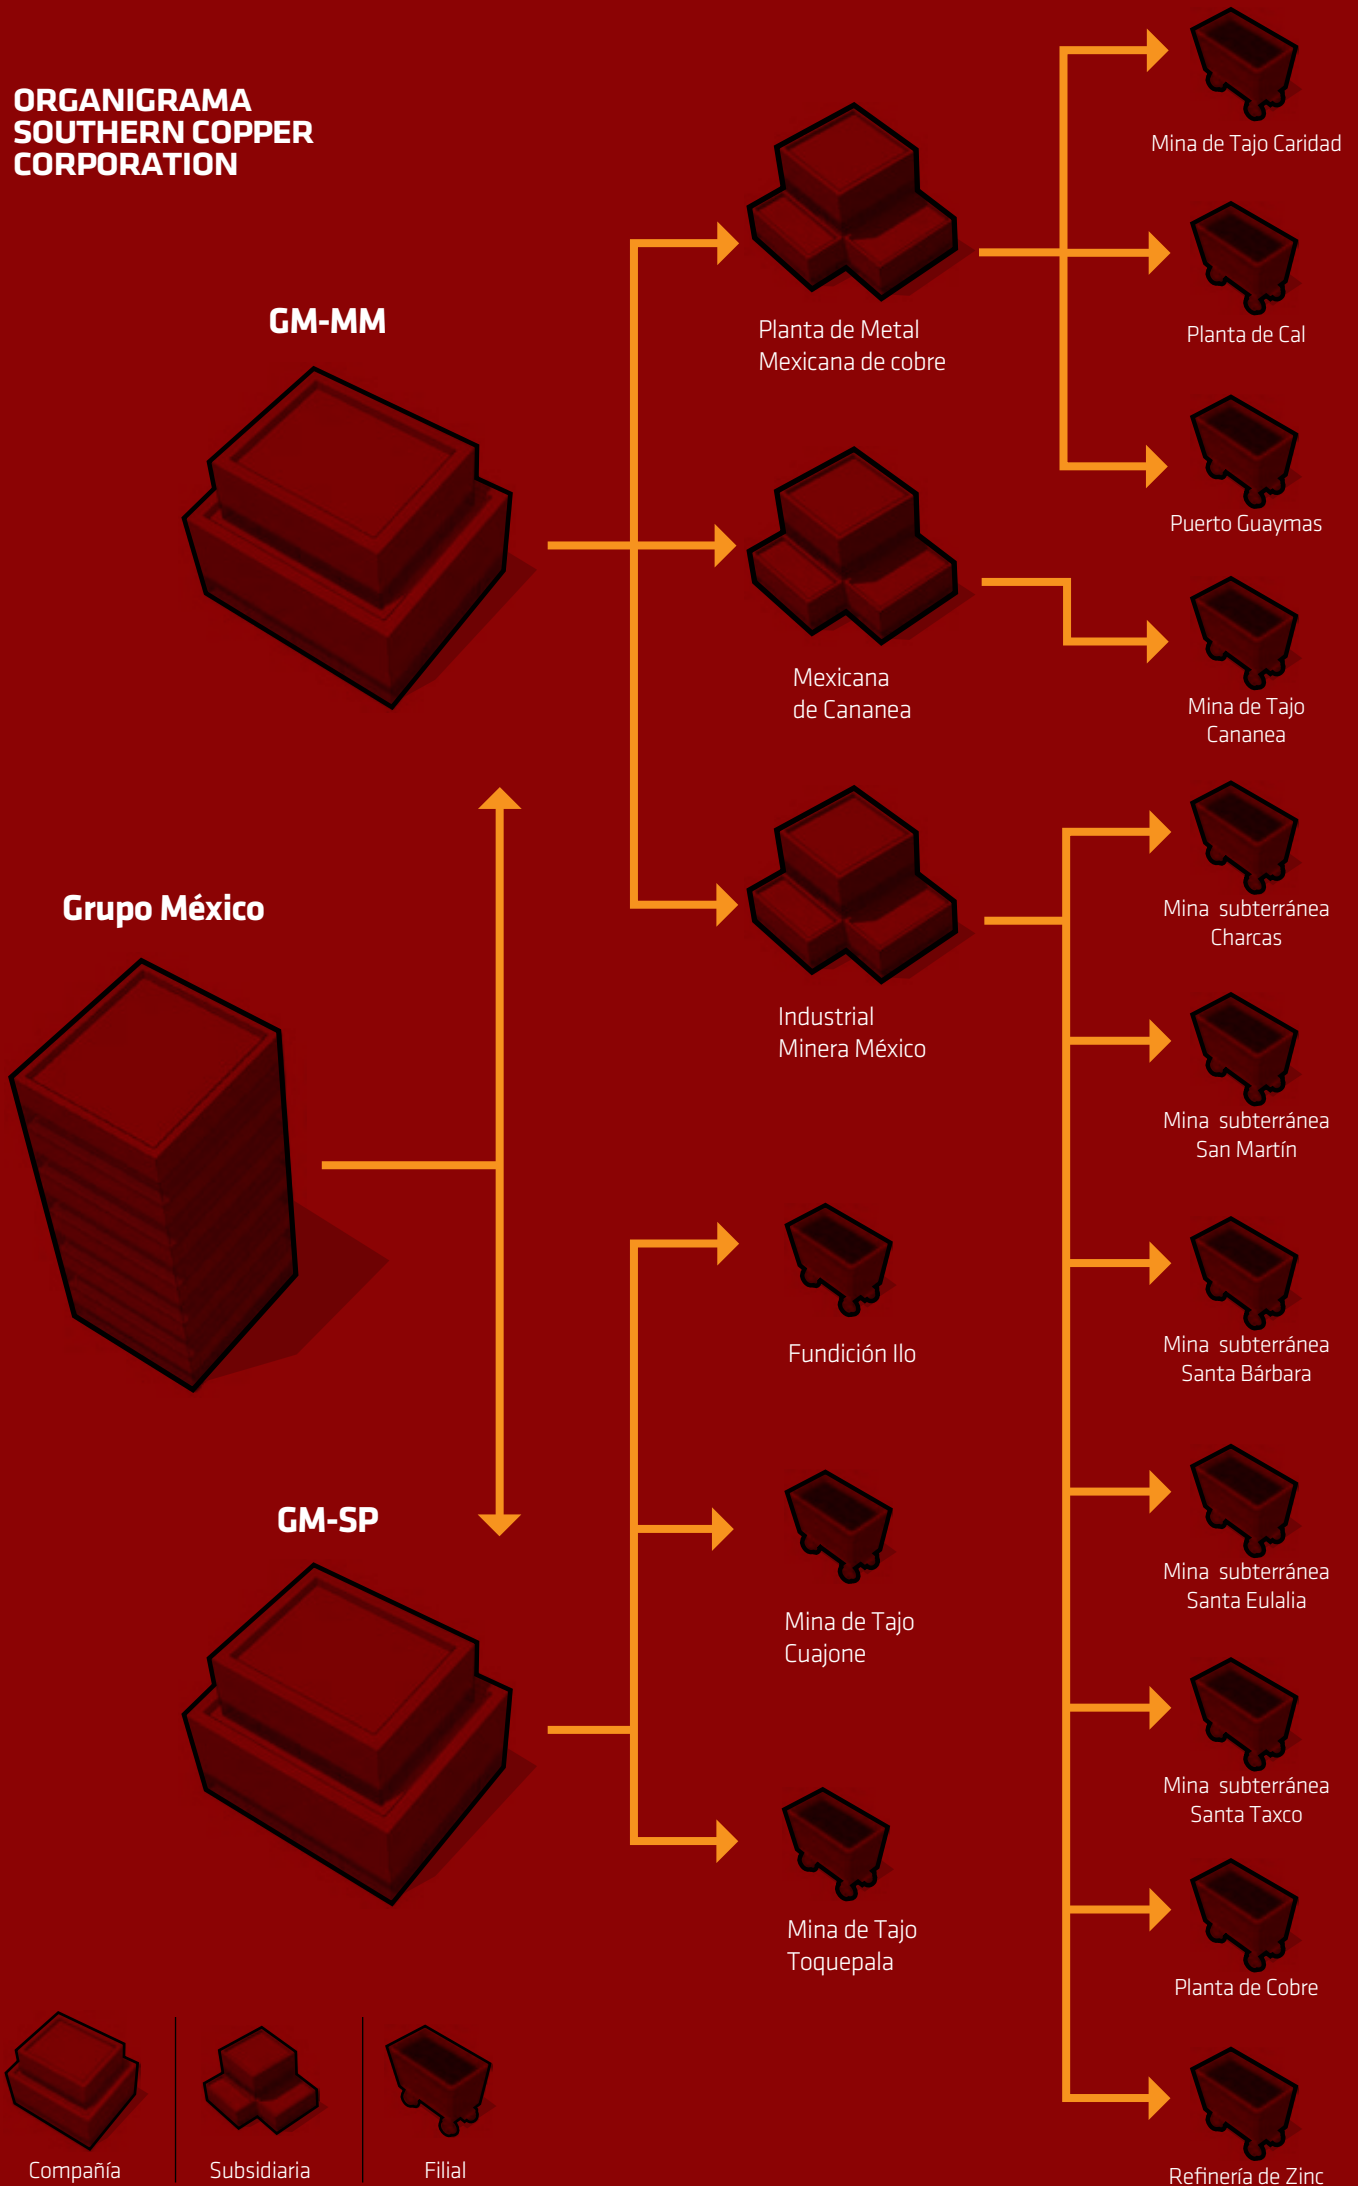 ORGANIGRAMA
SOUTHERN COPPER
CORPORATION
GM-MM
Grupo México
GM-SP
Planta de Metal
Mexicana de cobre
Mexicana
de Cananea
Industrial
Minera México
Fundición Ilo
Mina de Tajo
Cuajone
Mina de Tajo
Toquepala
Mina de Tajo Caridad
Planta de Cal
Puerto Guaymas
Mina de Tajo
Cananea
Mina subterránea
Charcas
Mina subterránea
San Martín
Mina subterránea
Santa Bárbara
Mina subterránea
Santa Eulalia
Mina subterránea
Santa Taxco
Planta de Cobre
Refinería de Zinc
Compañía
Subsidiaria
Filial